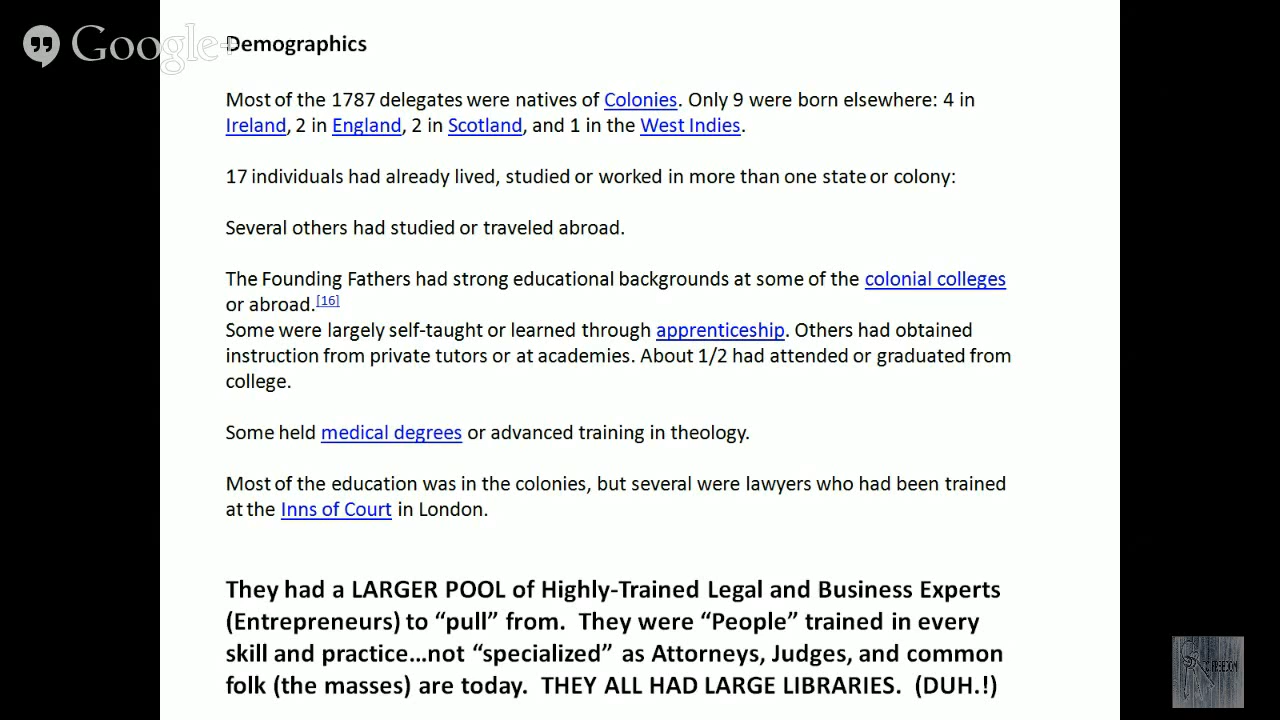 Google+
Demographics
Most of the 1787 delegates were natives of Colonies. Only 9 were born elsewhere: 4 in
Ireland, 2 in England, 2 in Scotland, and 1 in the West Indies.
17 individuals had already lived, studied or worked in more than one state or colony:
Several others had studied or traveled abroad.
The Founding Fathers had strong educational backgrounds at some of the colonial colleges
or abroad.[16]
Some were largely self-taught or learned through apprenticeship. Others had obtained
instruction from private tutors or at academies. About 1/2 had attended or graduated from
college.
Some held medical degrees or advanced training in theology.
Most of the education was in the colonies, but several were lawyers who had been trained
at the Inns of Court in London.
They had a LARGER POOL of Highly-Trained Legal and Business Experts
(Entrepreneurs) to “pull” from.  They were “People” trained in every
skill and practice…not “specialized” as Attorneys, Judges, and common
folk (the masses) are today.  THEY ALL HAD LARGE LIBRARIES.  (DUH.!)